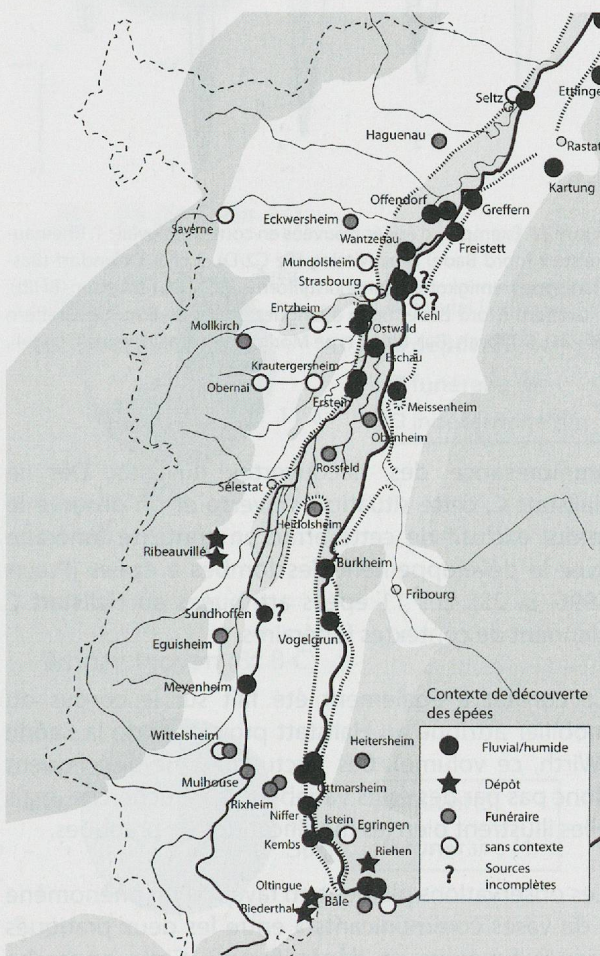 Seltz
Haguenau
Rastat
Kartung
Offendorf
Greffern
Saverne
Eckwersheim
Wantzenau
Freistett
Mundolsheim
Strasbourg
?
?
Kehl
Entzheim
Mollkirch
Ostwald
Eschau
Krautergersheim
Obernai
Erstein
Meissenheim
Obenheim
Rossfeld
Sélestat
Heidolsheim
Ribeauvillé
Burkheim
Fribourg
Sundhoffen
?
Vogelgrun
Eguisheim
Meyenheim
Contexte de découverte
des épées
Wittelsheim
Heitersheim
Fluvial/humide
Mulhouse
Ottmarsheim
Dépôt
Rixheim
Niffer
Funéraire
Istein
Egringen
Kembs
sans contexte
Riehen
? Sources
incomplètes
Oltingue
Bâle
Biederthal